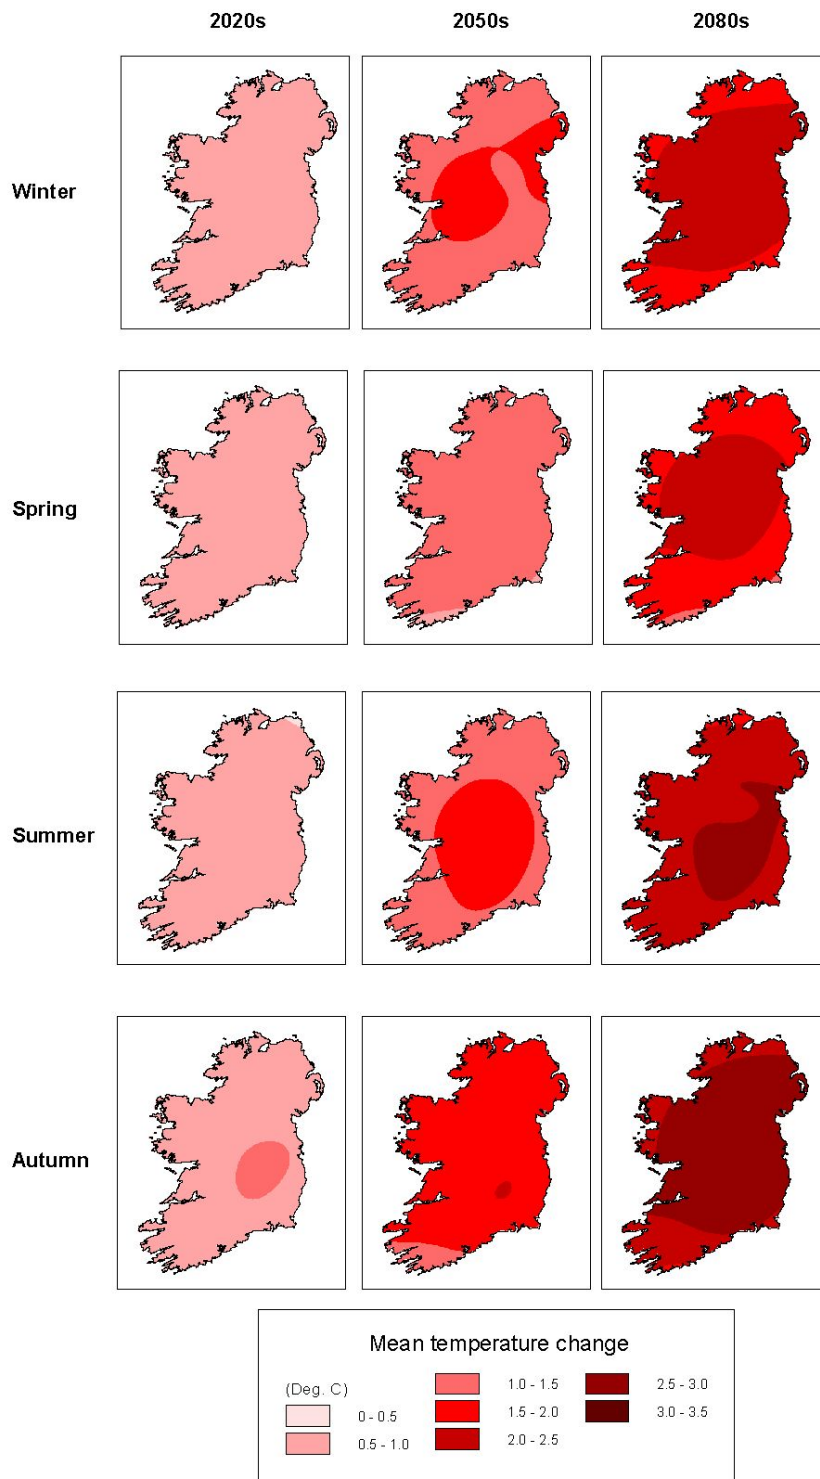 2020s 2050s 2080s
Winter
Spring
Summer
Autumn
Mean temperature change
(Deg. C)
0 - 0.5
0.5 - 1.0
1.0 - 1.5
1.5 - 2.0
2.0 - 2.5
2.5 - 3.0
3.0 - 3.5